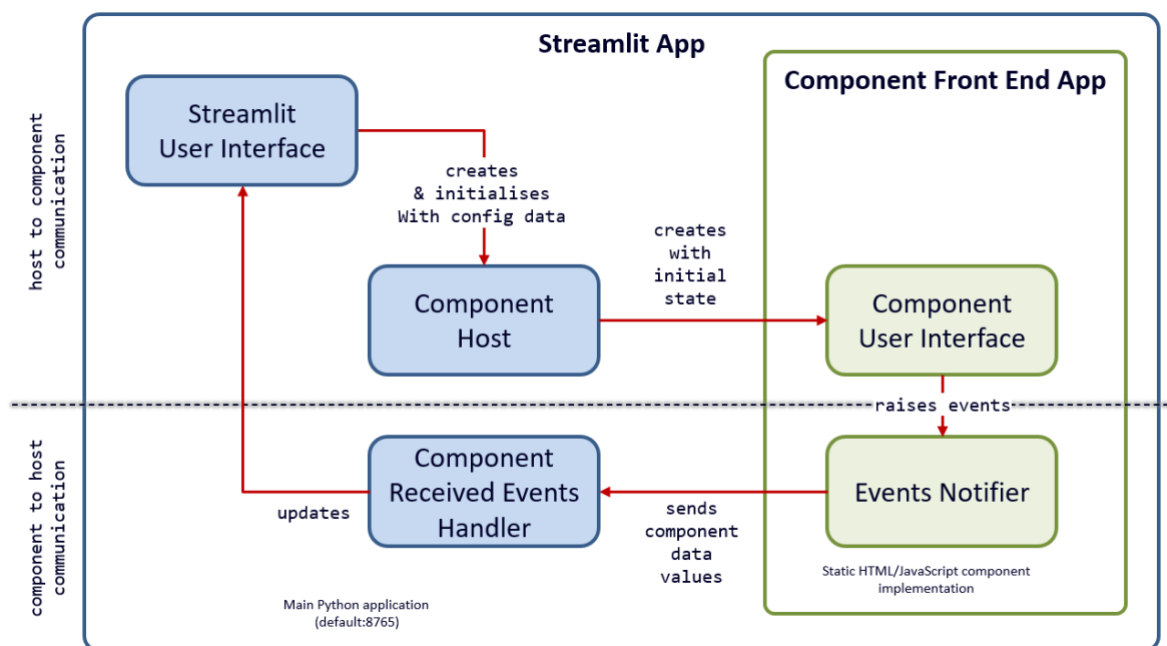 Streamlit App
Component Front End App
Streamlit
User Interface
creates
& initialises
With config data
host to component
communication
creates
with
initial
state
Component
Host
Component
User Interface
raises events
component to host
communication
Component
Received Events
Handler
Events Notifier
updates
sends
component
data
values
Static HTML/JavaScript component
implementation
Main Python application
(default:8765)